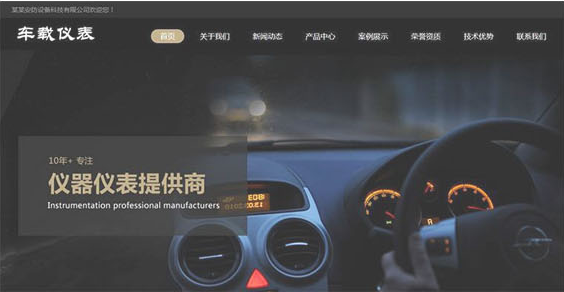 某某安防设备科技有限公司欢迎您！
车载仪表
首页 关于我们 新闻动态 产品中心 案例展示 荣誉资质 技术优势 联系我们
10年+ 专注
仪器仪表提供商
Instrumentation professional manufacturers